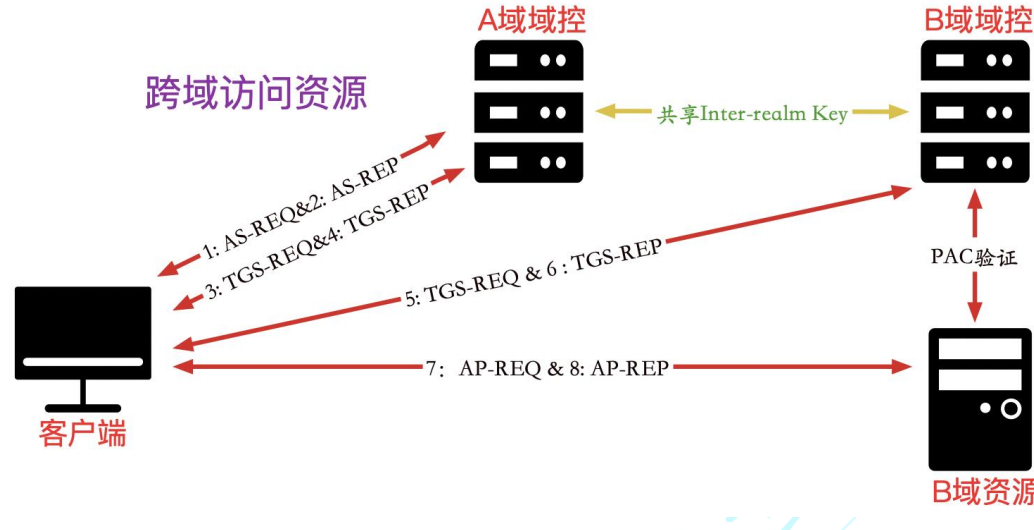 A域域控
B域域控
跨域访问资源
共享Inter-realm Key
1: AS-REQ&2: AS-REP
3: TGS-REQ&4: TGS-REP
5: TGS-REQ & 6 : TGS-REP
PAC验证
7： AP-REQ & 8: AP-REP
客户端
B域资源